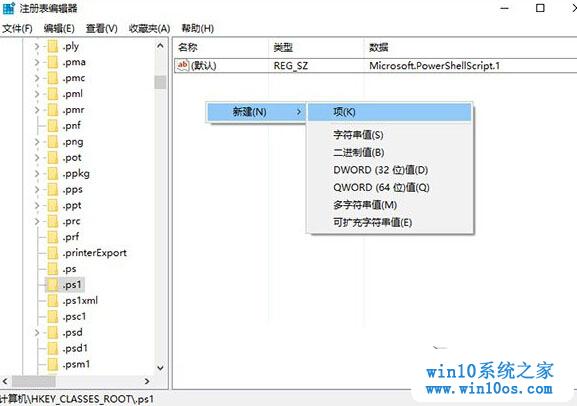 注册表编辑器
文件(F) 编辑(E) 查看(V) 收藏夹(A) 帮助(H)
.ply
.pma
.pmc
.pml
.pmr
.pnf
.png
.pot
.ppkg
.pps
.ppt
.prc
.prf
.printerExport
.ps
.ps1
.ps1xml
.psc1
.psd
.psd1
.psm1
名称 类型 数据
ab (默认) REG_SZ Microsoft.PowerShellScript.1
新建(N)
项(K)
字符串值(S)
二进制值(B)
DWORD (32 位)值(D)
QWORD (64 位)值(Q)
多字符串值(M)
可扩充字符串值(E)
计算机\HKEY_CLASSES_ROOT\.ps1
win10系统之家
www.win10os.com